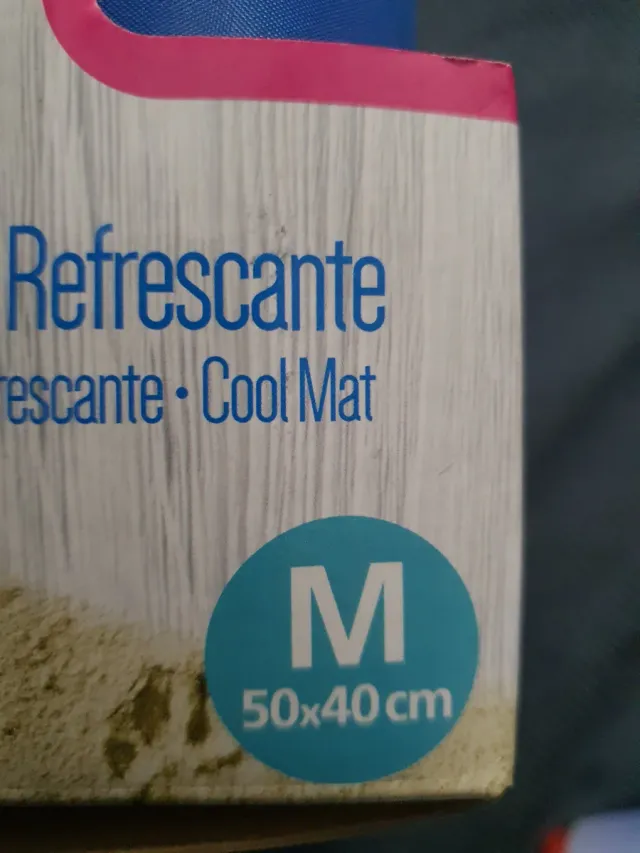 Refrescante
rescante • Cool Mat
M
50x40 cm